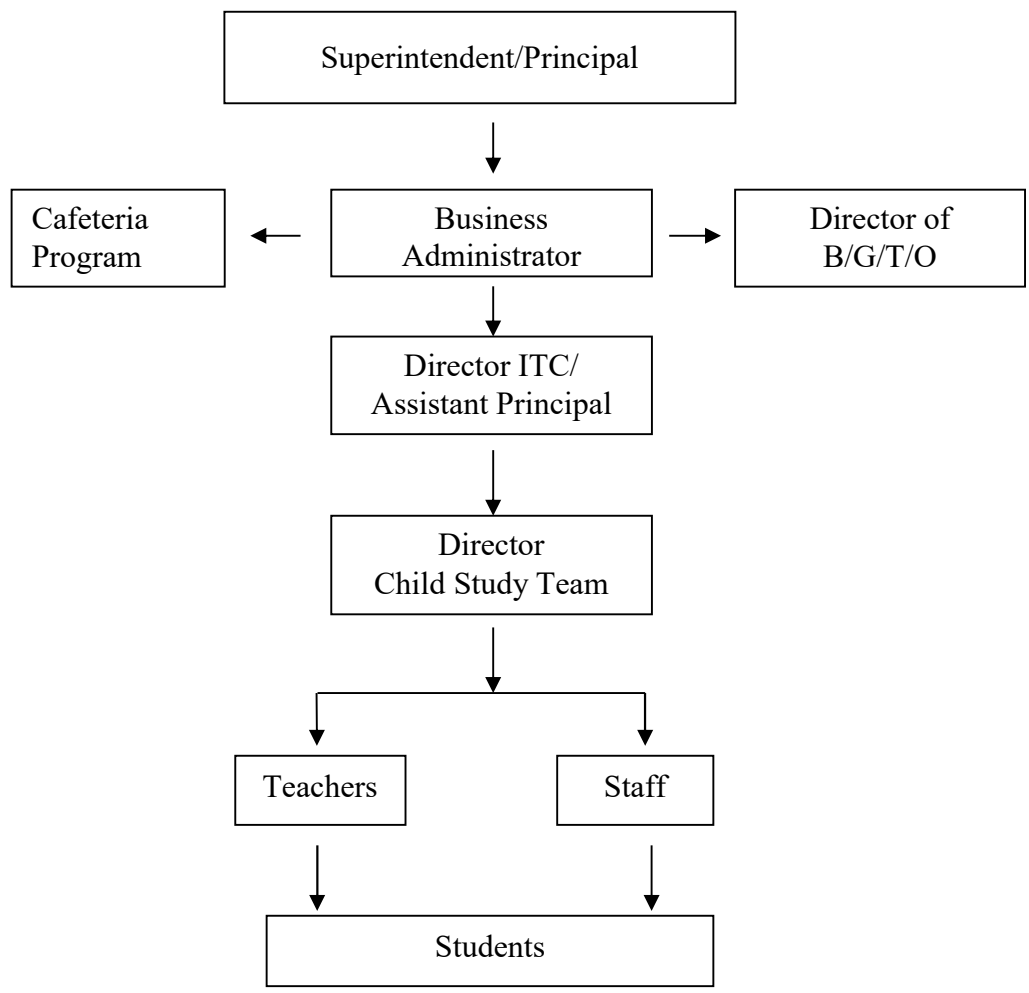 Superintendent/Principal
Cafeteria
Program
Business
Administrator
Director of
B/G/T/O
Director ITC/
Assistant Principal
Director
Child Study Team
Teachers
Staff
Students